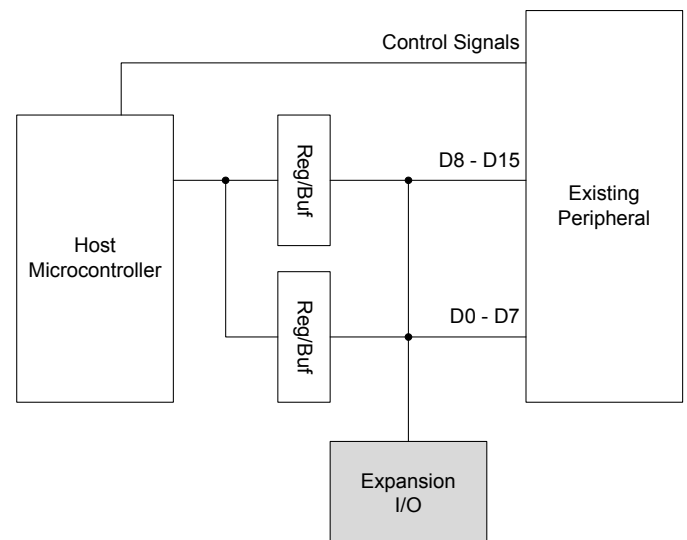 Control Signals
Host
Microcontroller
Reg/Buf
D8 - D15
Existing
Peripheral
Reg/Buf
D0 - D7
Expansion
I/O